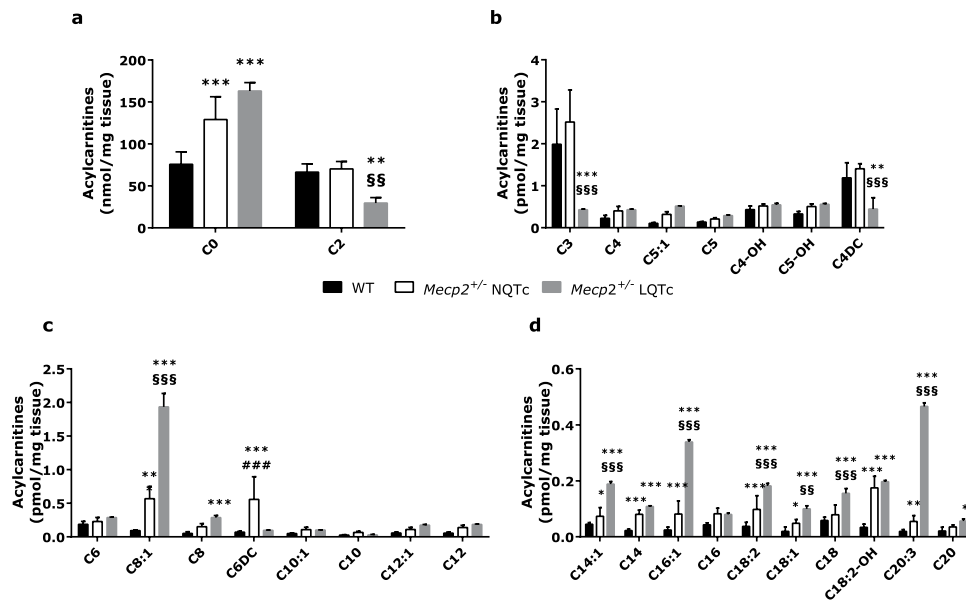 a
Acylcarnitines
(nmol/mg tissue)
200
150
100
50
0
***
***
**
§§
C0
C2
b
Acylcarnitines
(pmol/mg tissue)
4
3
2
1
0
***
§§§
**
§§§
C3
C4
C5:1
C5
C4-OH
C5-OH
C4DC
WT
Mecp2+/- NQTc
Mecp2+/- LQTc
c
Acylcarnitines
(pmol/mg tissue)
2.5
2.0
1.5
1.0
0.5
0.0
**
***
§§§
***
***
###
C6
C8:1
C8
C6DC
C10:1
C10
C12:1
C12
d
Acylcarnitines
(pmol/mg tissue)
0.6
0.4
0.2
0.0
*
***
§§§
***
***
***
***
§§§
***
***
§§§
*
***
§§
***
§§§
***
***
**
***
§§§
*
C14:1
C14
C16:1
C16
C18:2
C18:1
C18
C18:2-OH
C20:3
C20